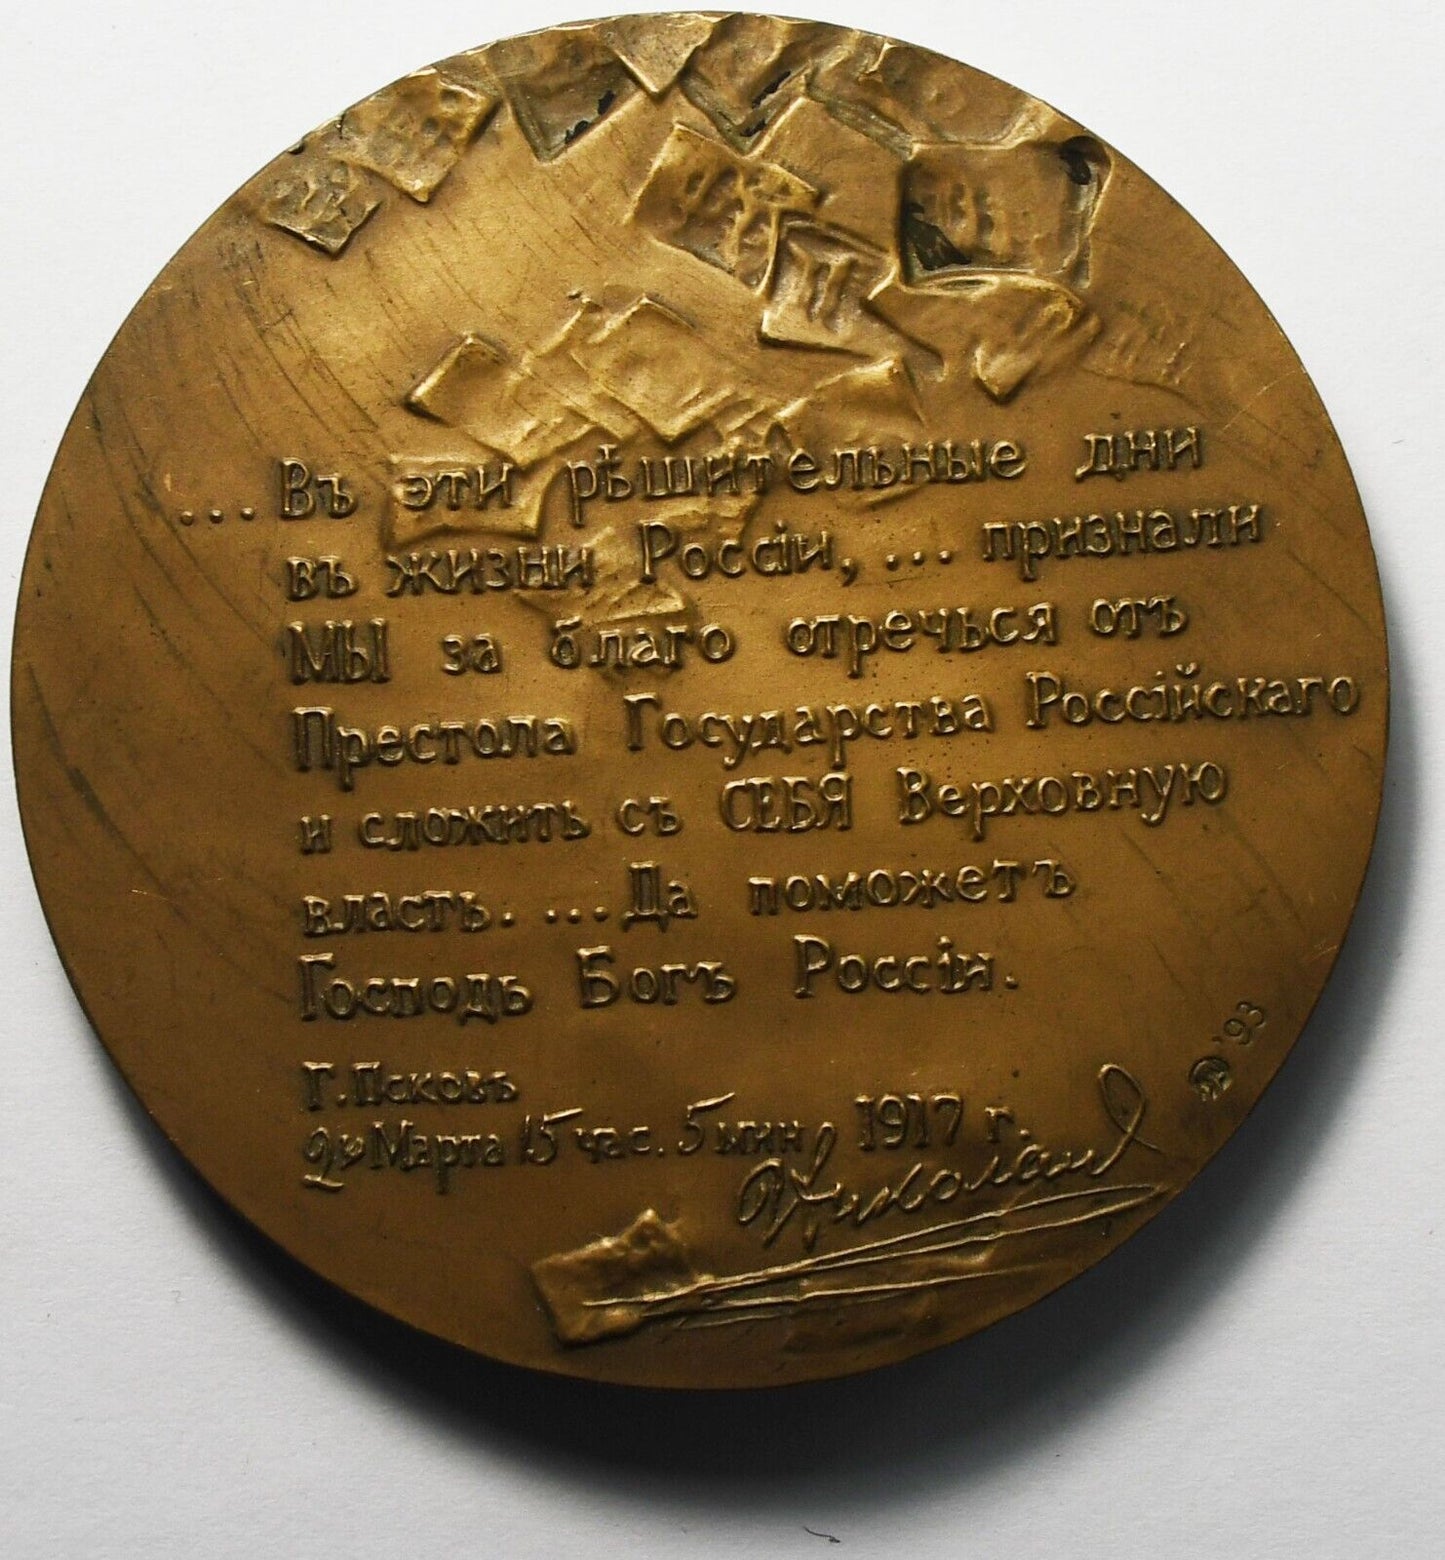 ...Въ эти рѣшительные дни
въ жизни Россіи, ... признали
МЫ за благо отречься отъ
Престола Государства Россійскаго
и сложить съ СЕБЯ Верховную
власть. ...Да поможетъ
Господь Богъ Россіи.
Г. Псковъ
2го Марта 15 час. 5 мин 1917 г.
Николай
'93